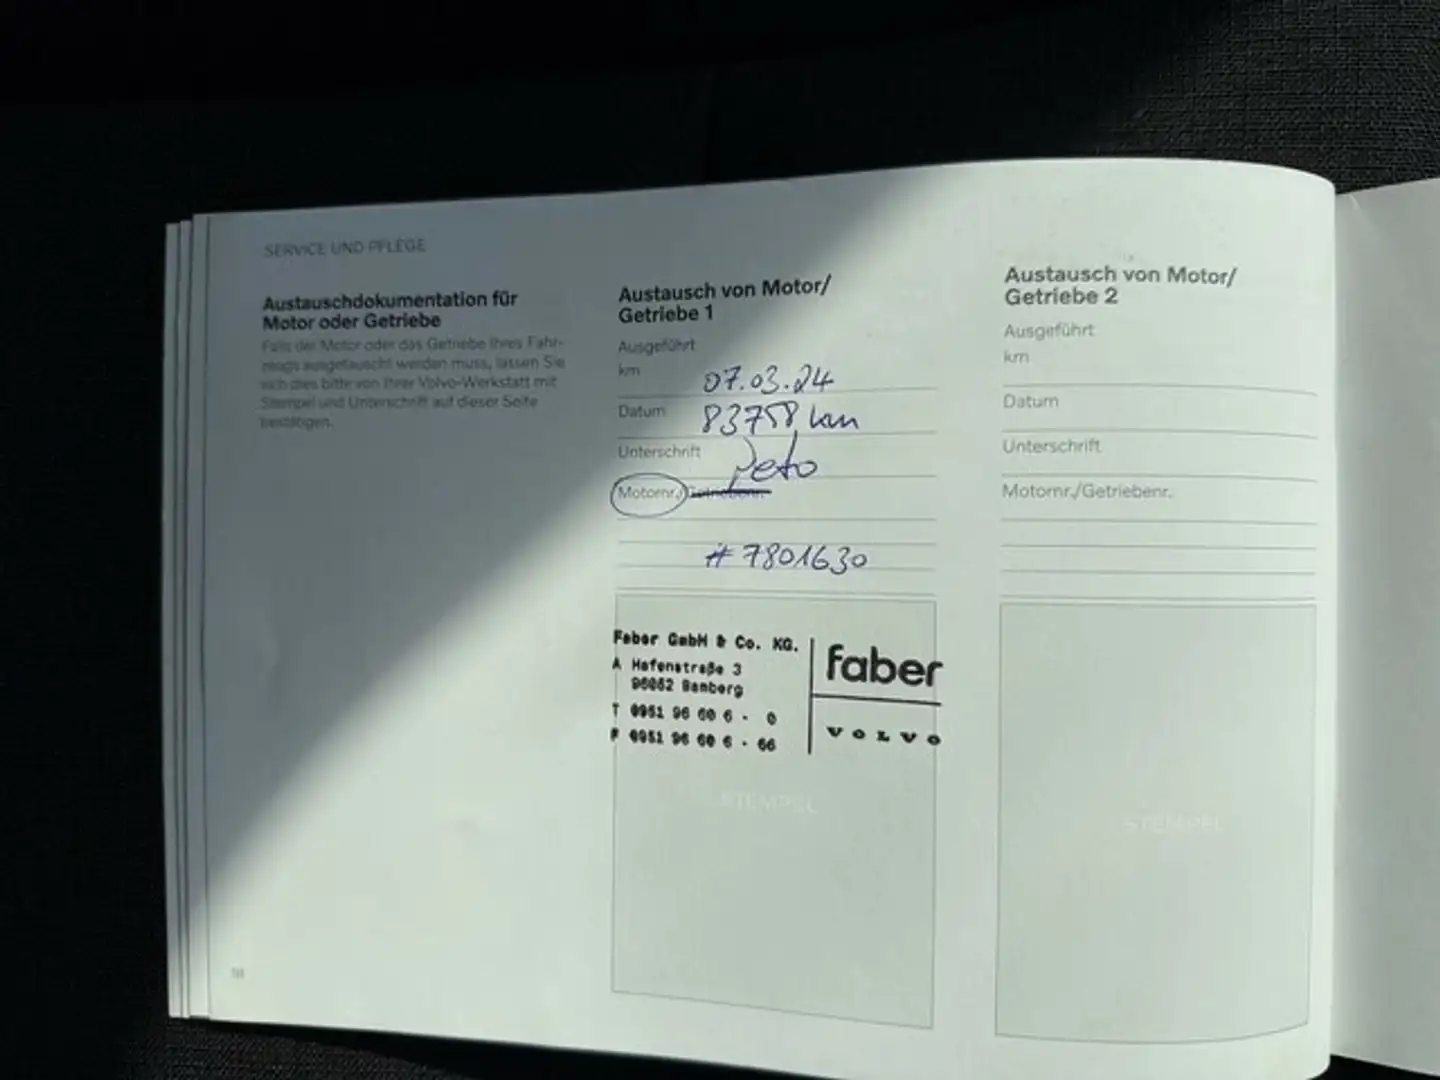 SERVICE UND PFLEGE
Austauschdokumentation für
Motor oder Getriebe
Falls der Motor oder das Getriebe Ihres Fahr-
zeugs ausgetauscht werden muss, lassen Sie
sich dies bitte von Ihrer Volvo-Werkstatt mit
Stempel und Unterschrift auf dieser Seite
bestätigen.
Austausch von Motor/
Getriebe 1
Ausgeführt
km 07.03.24
Datum 83758 km
Unterschrift
Motornr./Getriebenr.
# 7801630
Faber GmbH & Co. KG.
A Hafenstraße 3
96052 Bamberg
T 0951 96 60 6 - 0
F 0951 96 60 6 - 66
faber
VOLVO
STEMPEL
Austausch von Motor/
Getriebe 2
Ausgeführt
km
Datum
Unterschrift
Motornr./Getriebenr.
STEMPEL